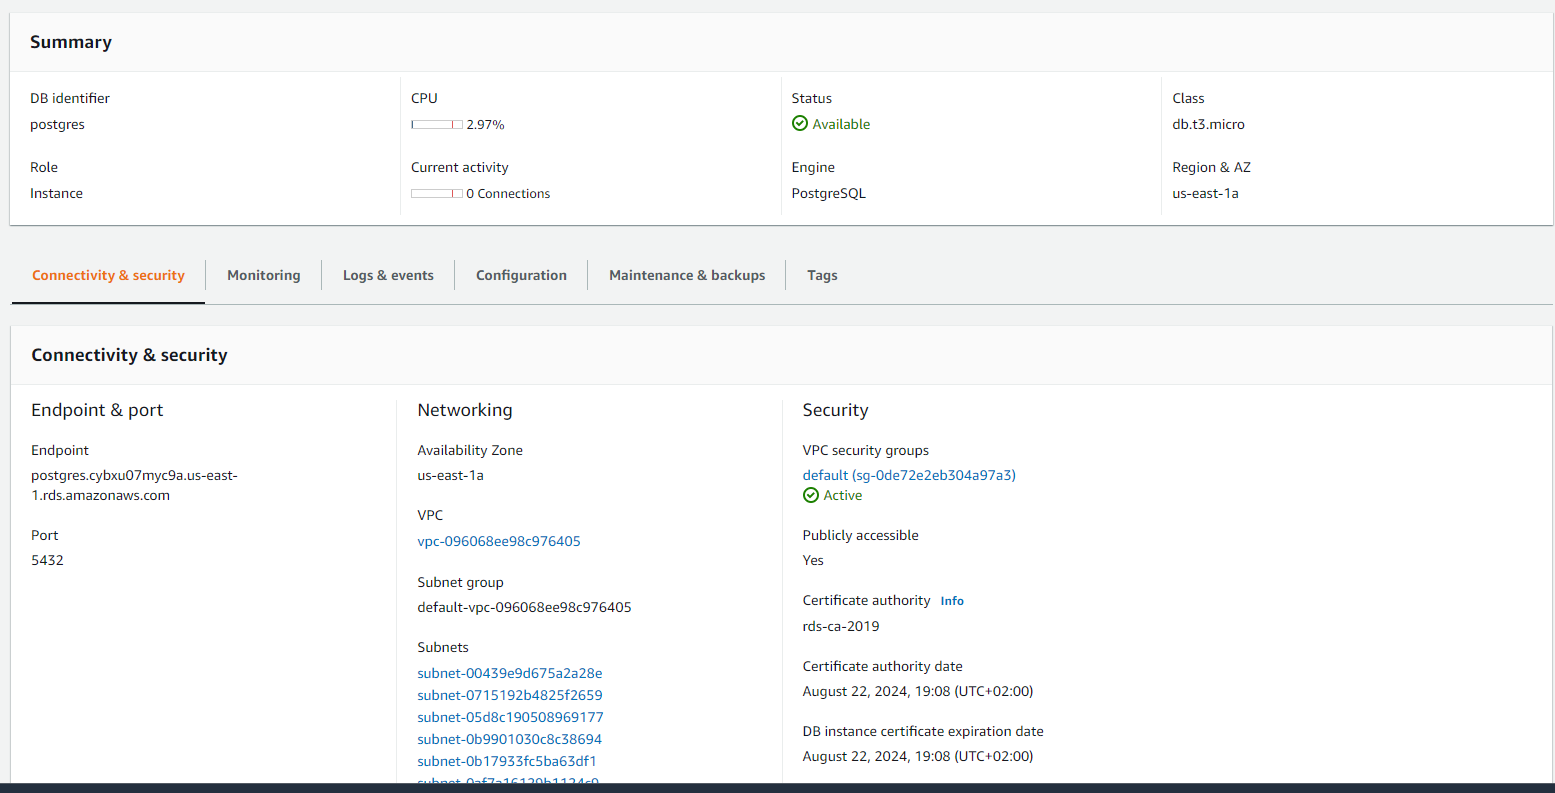 Summary
DB identifier
postgres
CPU
2.97%
Status
Available
Class
db.t3.micro
Role
Instance
Current activity
0 Connections
Engine
PostgreSQL
Region & AZ
us-east-1a
Connectivity & security
Monitoring
Logs & events
Configuration
Maintenance & backups
Tags
Connectivity & security
Endpoint & port
Endpoint
postgres.cybxu07myc9a.us-east-
1.rds.amazonaws.com
Port
5432
Networking
Availability Zone
us-east-1a
VPC
vpc-096068ee98c976405
Subnet group
default-vpc-096068ee98c976405
Subnets
subnet-00439e9d675a2a28e
subnet-0715192b4825f2659
subnet-05d8c190508969177
subnet-0b9901030c8c38694
subnet-0b17933fc5ba63df1
Security
VPC security groups
default (sg-0de72e2eb304a97a3)
Active
Publicly accessible
Yes
Certificate authority Info
rds-ca-2019
Certificate authority date
August 22, 2024, 19:08 (UTC+02:00)
DB instance certificate expiration date
August 22, 2024, 19:08 (UTC+02:00)